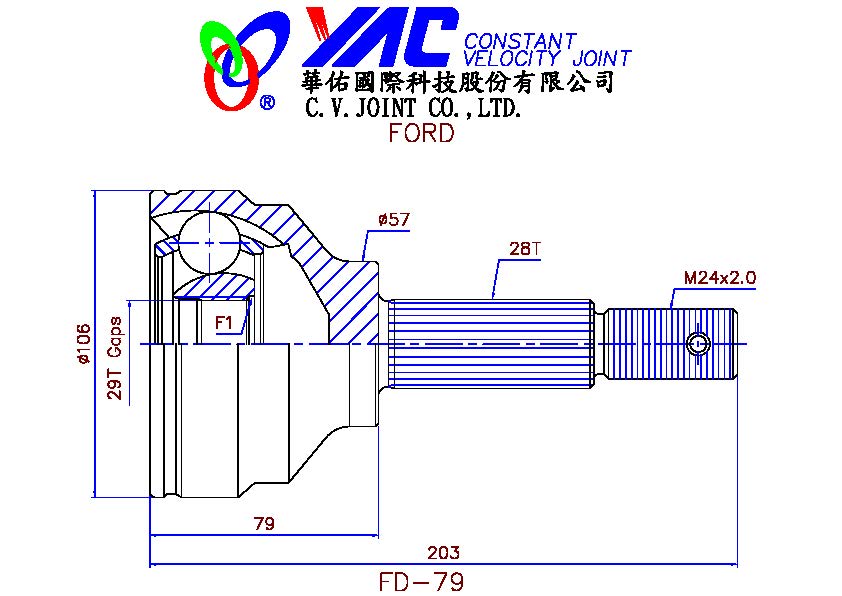 YAC CONSTANT
VELOCITY JOINT
®
華佑國際科技股份有限公司
C.V.JOINT CO.,LTD.
FORD
ø57
28T
M24x2.0
F1
ø106
29T Gaps
79
203
FD-79